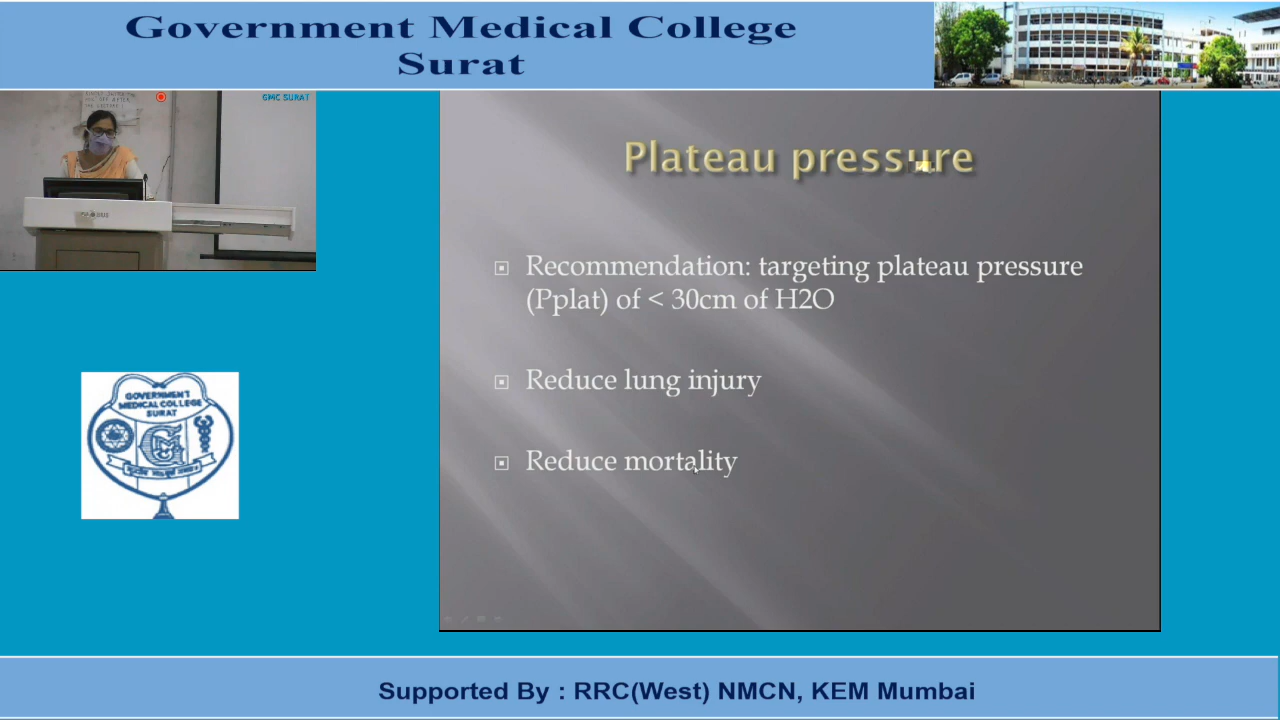 Government Medical College
Surat
GMC SURAT
Plateau pressure
Recommendation: targeting plateau pressure
(Pplat) of < 30cm of H2O
Reduce lung injury
Reduce mortality
GOVERNMENT
MEDICAL COLLEGE
SURAT
Supported By : RRC(West) NMCN, KEM Mumbai